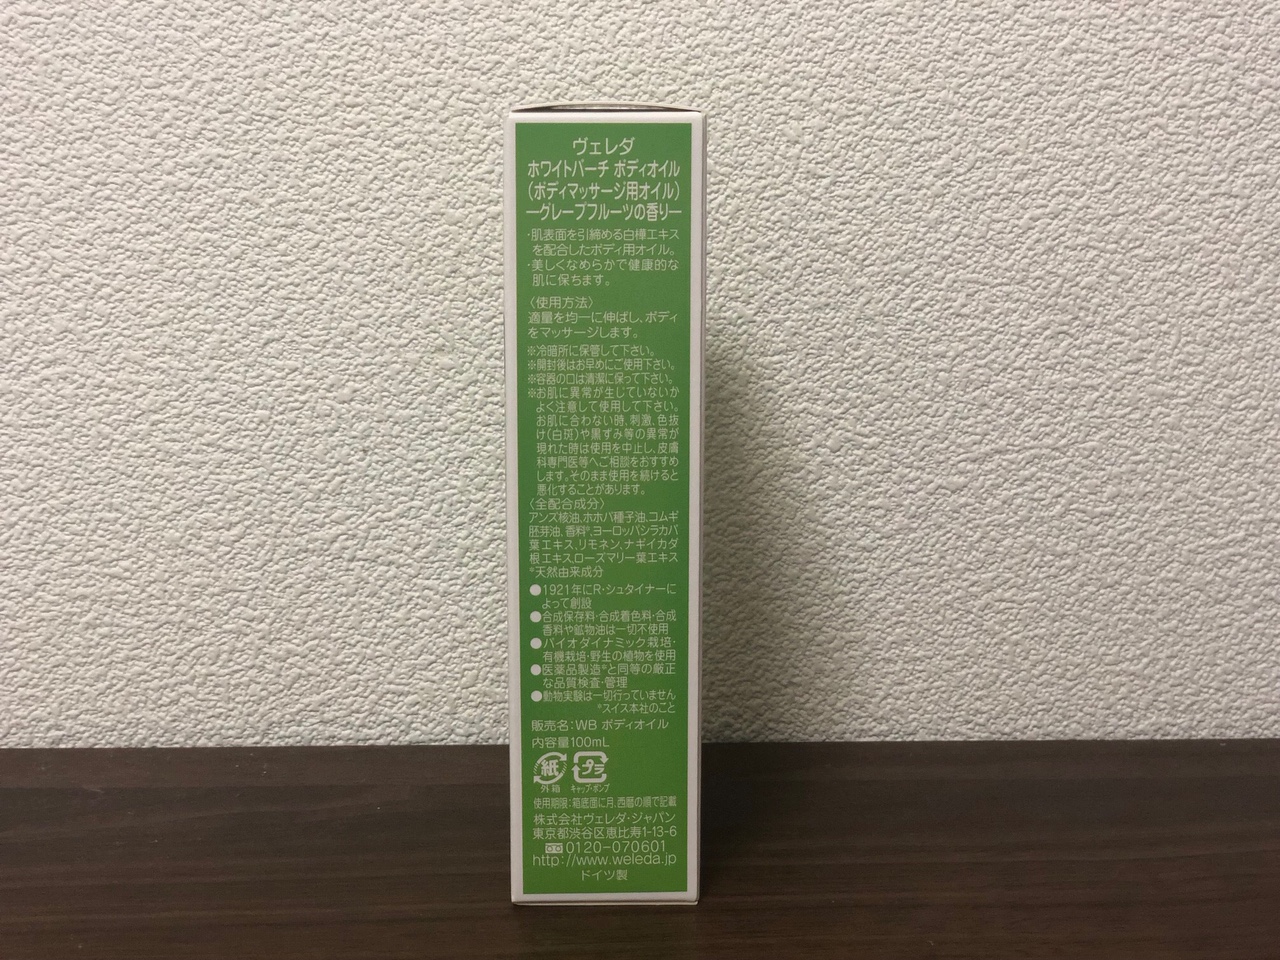 ヴェレダ
ホワイトバーチ ボディオイル
(ボディマッサージ用オイル)
―グレープフルーツの香り―
・肌表面を引締める白樺エキス
を配合したボディ用オイル。
・美しくなめらかで健康的な
肌に保ちます。
〈使用方法〉
適量を均一に伸ばし、ボディ
をマッサージします。
※冷暗所に保管して下さい。
※開封後はお早めにご使用下さい。
※容器の口は清潔に保って下さい。
※お肌に異常が生じていないか
よく注意して使用して下さい。
お肌に合わない時、刺激、色抜
け(白斑)や黒ずみ等の異常が
現れた時は使用を中止し、皮膚
科専門医等へご相談をおすすめ
します。そのまま使用を続けると
悪化することがあります。
〈全配合成分〉
アンズ核油、ホホバ種子油、コムギ
胚芽油、香料*、ヨーロッパシラカバ
葉エキス、リモネン、ナギイカダ
根エキス、ローズマリー葉エキス
*天然由来成分
●1921年にR・シュタイナーに
よって創設
●合成保存料・合成着色料・合成
香料や鉱物油は一切不使用
●バイオダイナミック栽培・
有機栽培・野生の植物を使用
●医薬品製造*と同等の厳正
な品質検査・管理
●動物実験は一切行っていません
*スイス本社のこと
販売名：WB ボディオイル
内容量100mL
紙 プラ
外箱 キャップ・ポンプ
使用期限：箱底面に月、西暦の順で記載
株式会社ヴェレダ・ジャパン
東京都渋谷区恵比寿1-13-6
0120-070601
http://www.weleda.jp
ドイツ製